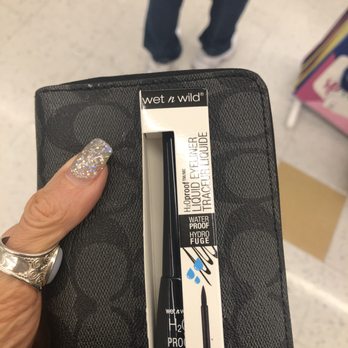 wet n wild®
H2Oproof
LIQUID EYELINER
TRACEUR LIQUIDE
WATER
PROOF
HYDRO
FUGE
wet n wild
H2O
PROOF